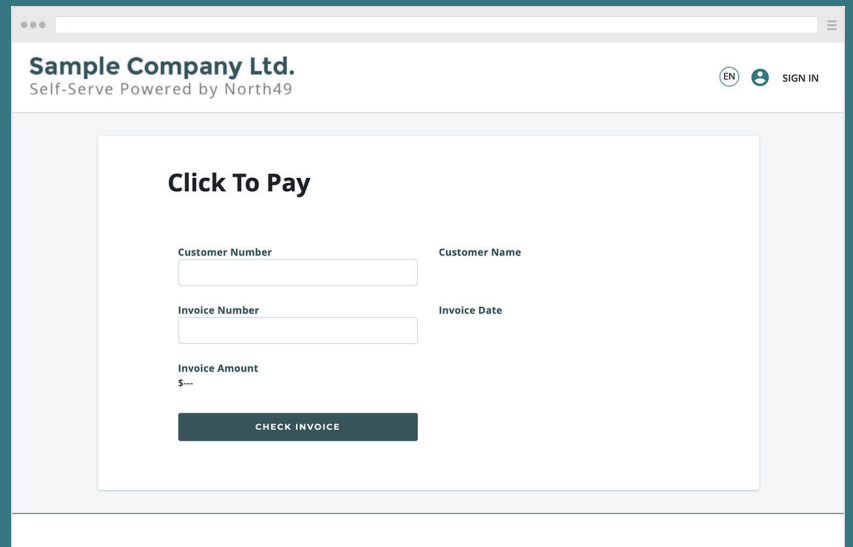 Sample Company Ltd.
Self-Serve Powered by North49
EN
SIGN IN
Click To Pay
Customer Number
Customer Name
Invoice Number
Invoice Date
Invoice Amount
$---
CHECK INVOICE